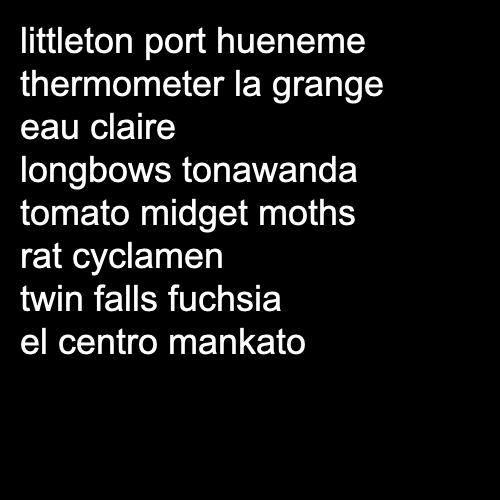 littleton port hueneme
thermometer la grange
eau claire
longbows tonawanda
tomato midget moths
rat cyclamen
twin falls fuchsia
el centro mankato